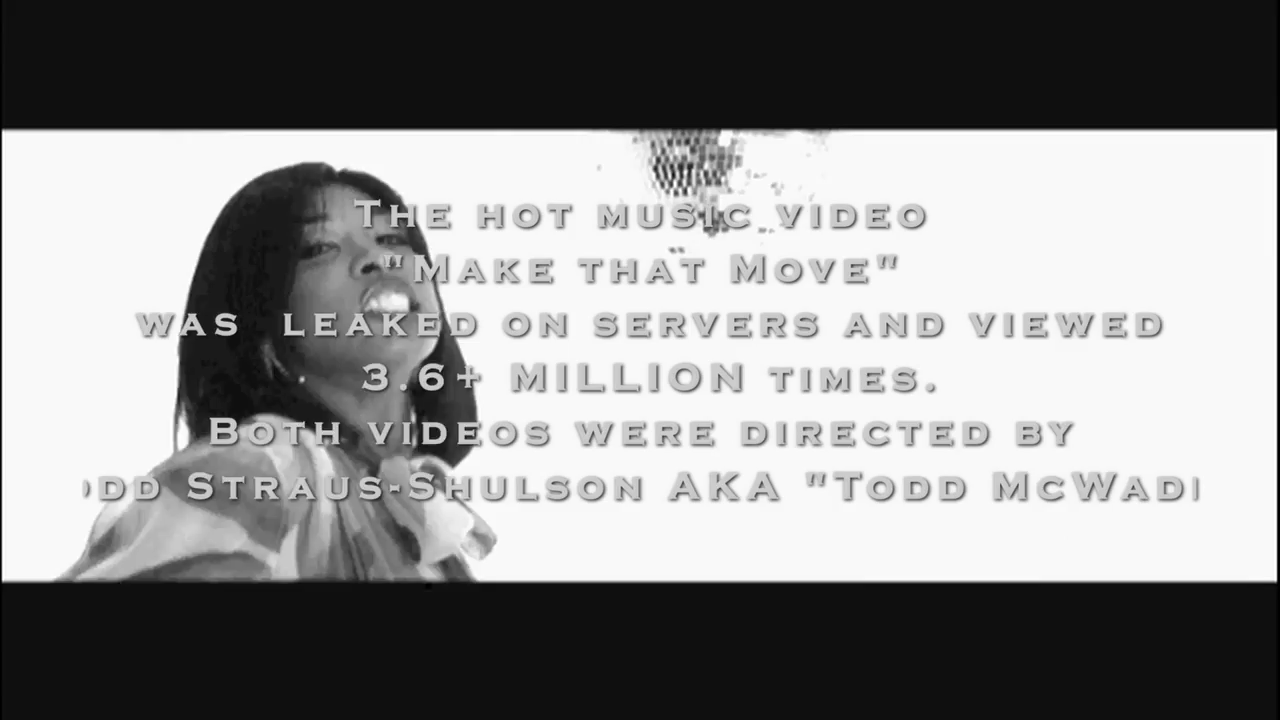 The hot music video
"Make that Move"
was leaked on servers and viewed
3.6+ MILLION times.
Both videos were directed by
Straus-Shulson AKA "Todd